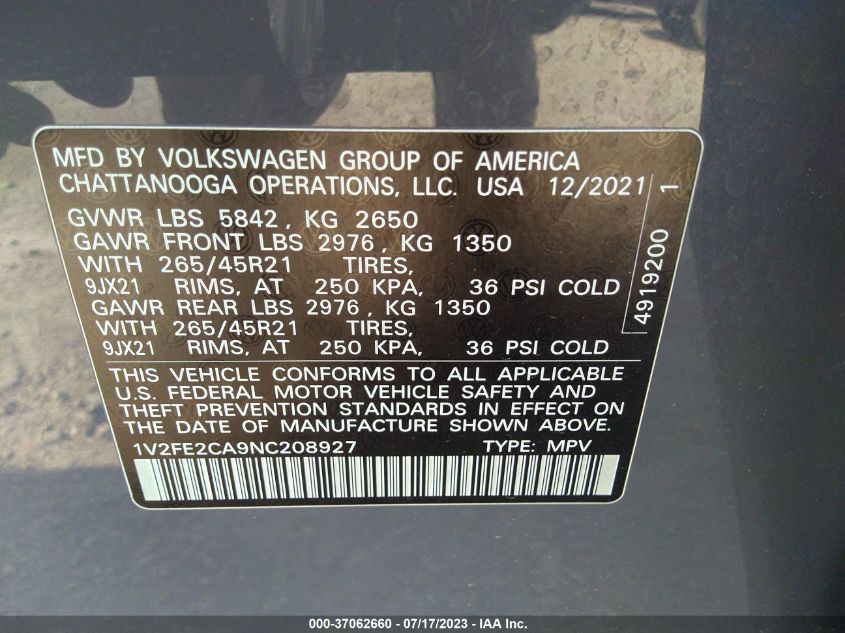 MFD BY VOLKSWAGEN GROUP OF AMERICA
CHATTANOOGA OPERATIONS, LLC. USA 12/2021
GVWR LBS 5842, KG 2650
GAWR FRONT LBS 2976, KG 1350
WITH 265/45R21 TIRES,
9JX21 RIMS, AT 250 KPA, 36 PSI COLD
GAWR REAR LBS 2976, KG 1350
WITH 265/45R21 TIRES,
9JX21 RIMS, AT 250 KPA, 36 PSI COLD
THIS VEHICLE CONFORMS TO ALL APPLICABLE
U.S. FEDERAL MOTOR VEHICLE SAFETY AND
THEFT PREVENTION STANDARDS IN EFFECT ON
THE DATE OF MANUFACTURE SHOWN ABOVE.
1V2FE2CA9NC208927 TYPE: MPV
4919200 1
000-37062660 - 07/17/2023 - IAA Inc.